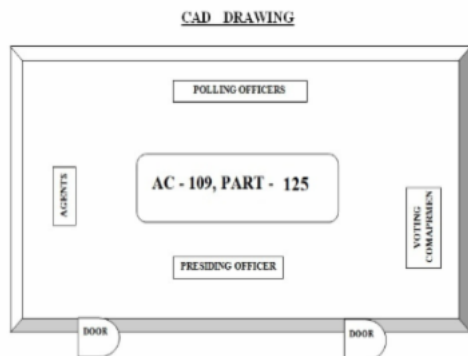 CAD DRAWING
POLLING OFFICERS
AGENTS
AC - 109, PART - 125
VOTING
COMAPRMEN
PRESIDING OFFICER
DOOR
DOOR